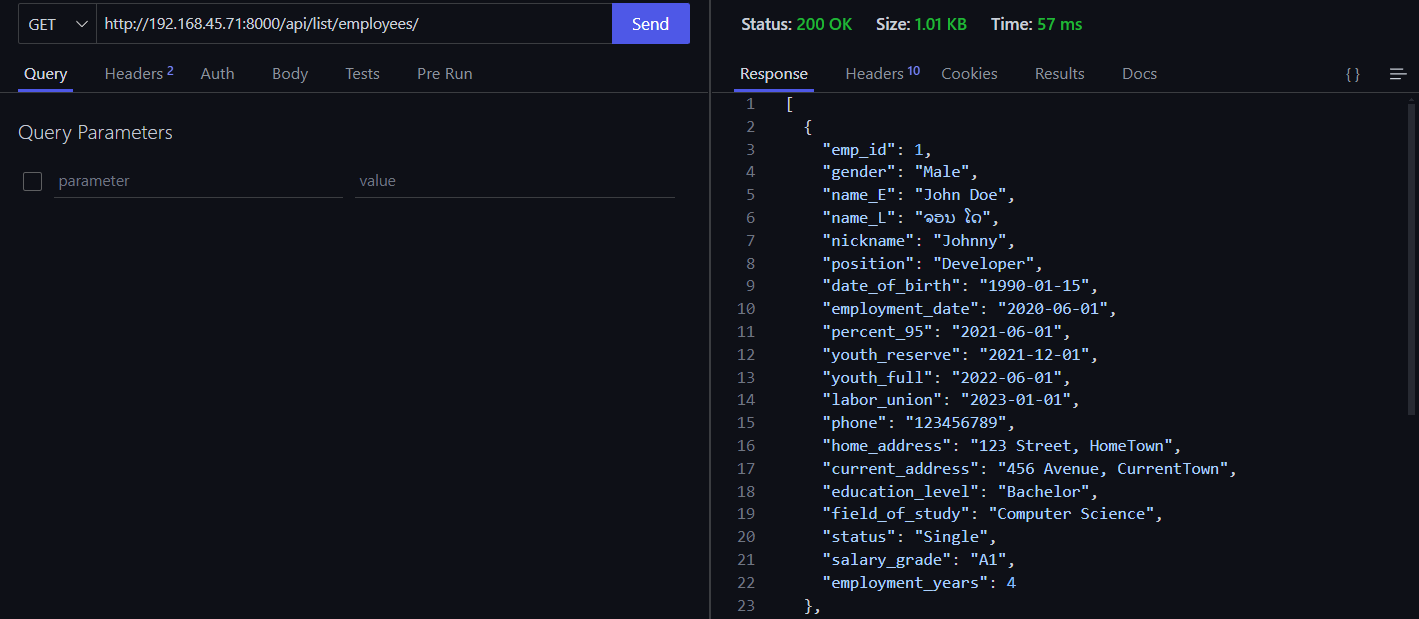 GET http://192.168.45.71:8000/api/list/employees/ Send
Query Headers 2 Auth Body Tests Pre Run
Query Parameters
parameter value
Status: 200 OK Size: 1.01 KB Time: 57 ms
Response Headers 10 Cookies Results Docs { }
1 [
2 {
3 "emp_id": 1,
4 "gender": "Male",
5 "name_E": "John Doe",
6 "name_L": "ຈອນ ໂດ",
7 "nickname": "Johnny",
8 "position": "Developer",
9 "date_of_birth": "1990-01-15",
10 "employment_date": "2020-06-01",
11 "percent_95": "2021-06-01",
12 "youth_reserve": "2021-12-01",
13 "youth_full": "2022-06-01",
14 "labor_union": "2023-01-01",
15 "phone": "123456789",
16 "home_address": "123 Street, HomeTown",
17 "current_address": "456 Avenue, CurrentTown",
18 "education_level": "Bachelor",
19 "field_of_study": "Computer Science",
20 "status": "Single",
21 "salary_grade": "A1",
22 "employment_years": 4
23 },